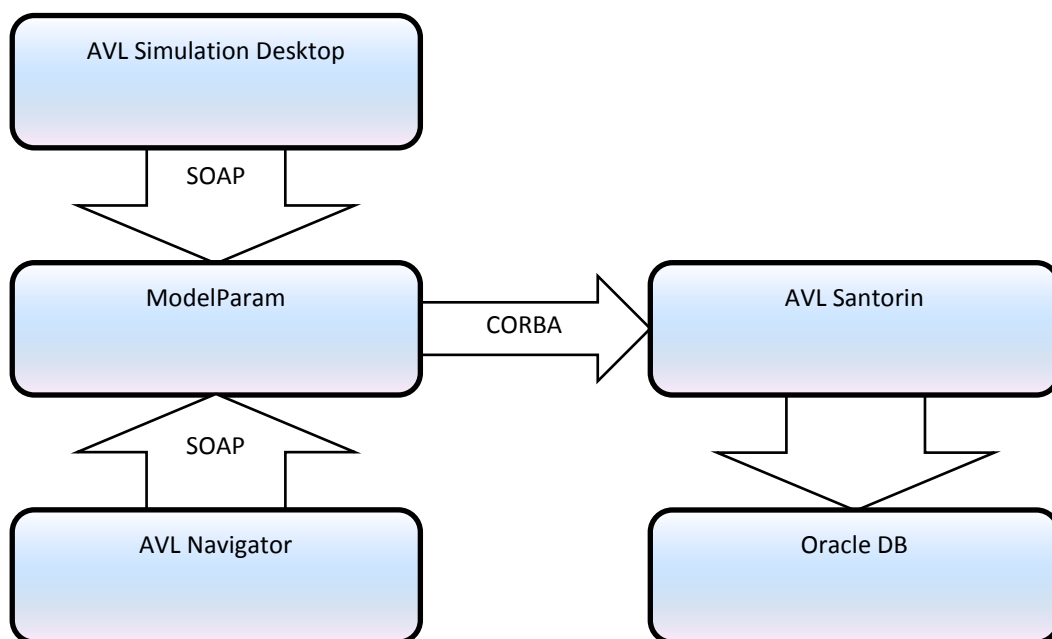 AVL Simulation Desktop
SOAP
ModelParam
CORBA
AVL Santorin
SOAP
AVL Navigator
Oracle DB